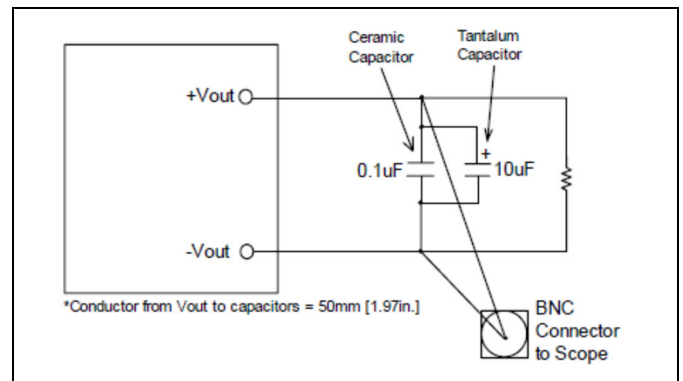 Ceramic
Capacitor
Tantalum
Capacitor
+Vout
0.1uF
+
10uF
-Vout
*Conductor from Vout to capacitors = 50mm [1.97in.]
BNC
Connector
to Scope